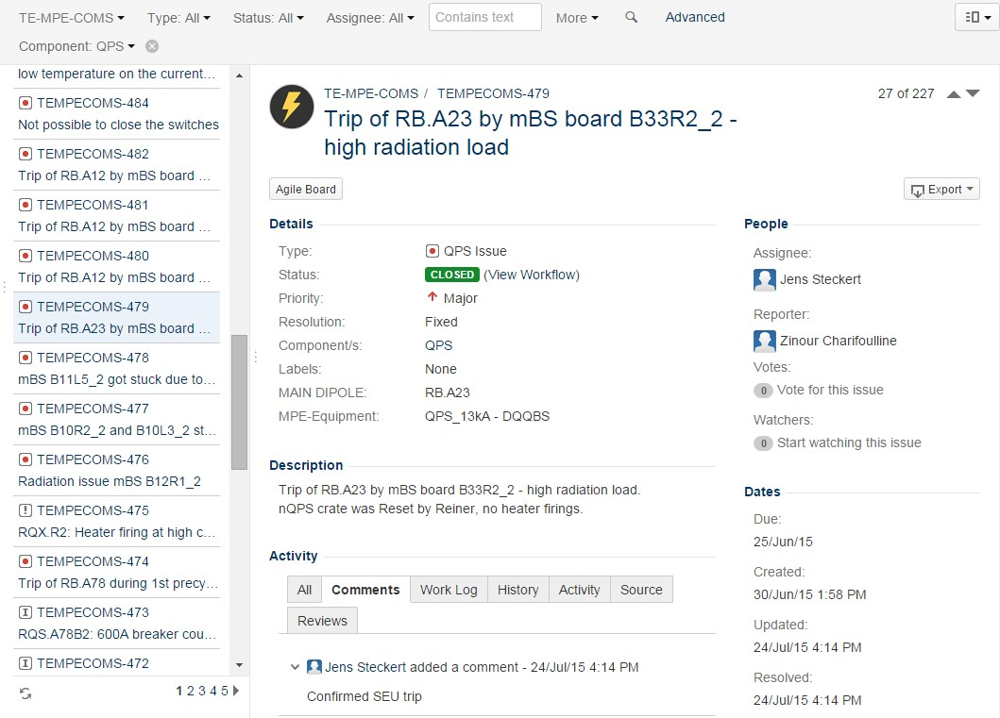 TE-MPE-COMS Type: All Status: All Assignee: All Contains text More Advanced
Component: QPS
low temperature on the current...
TEMPECOMS-484
Not possible to close the switches
TEMPECOMS-482
Trip of RB.A12 by mBS board ...
TEMPECOMS-481
Trip of RB.A12 by mBS board ...
TEMPECOMS-480
Trip of RB.A12 by mBS board ...
TEMPECOMS-479
Trip of RB.A23 by mBS board ...
TEMPECOMS-478
mBS B11L5_2 got stuck due to...
TEMPECOMS-477
mBS B10R2_2 and B10L3_2 st...
TEMPECOMS-476
Radiation issue mBS B12R1_2
TEMPECOMS-475
RQX.R2: Heater firing at high c...
TEMPECOMS-474
Trip of RB.A78 during 1st precy...
TEMPECOMS-473
RQS.A78B2: 600A breaker cou...
TEMPECOMS-472
1 2 3 4 5
TE-MPE-COMS / TEMPECOMS-479
27 of 227
Trip of RB.A23 by mBS board B33R2_2 -
high radiation load
Agile Board
Export
Details
Type: QPS Issue
Status: CLOSED (View Workflow)
Priority: Major
Resolution: Fixed
Component/s: QPS
Labels: None
MAIN DIPOLE: RB.A23
MPE-Equipment: QPS_13kA - DQQBS
Description
Trip of RB.A23 by mBS board B33R2_2 - high radiation load.
nQPS crate was Reset by Reiner, no heater firings.
Activity
All Comments Work Log History Activity Source
Reviews
Jens Steckert added a comment - 24/Jul/15 4:14 PM
Confirmed SEU trip
People
Assignee:
Jens Steckert
Reporter:
Zinour Charifoulline
Votes:
0 Vote for this issue
Watchers:
0 Start watching this issue
Dates
Due:
25/Jun/15
Created:
30/Jun/15 1:58 PM
Updated:
24/Jul/15 4:14 PM
Resolved:
24/Jul/15 4:14 PM